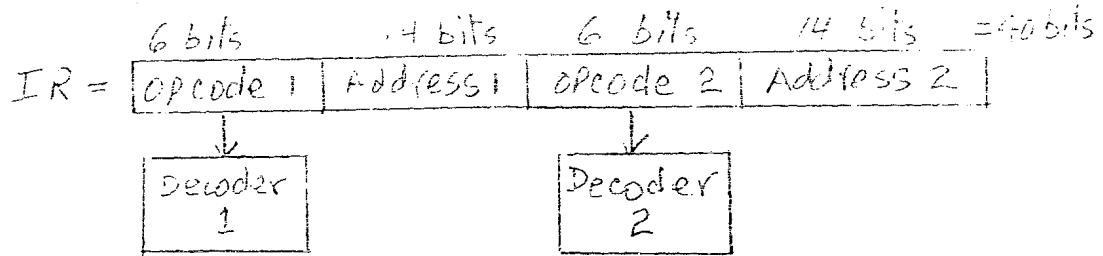 6 bits 14 bits 6 bits 14 bits = 40 bits
IR = opcode 1 Address 1 opcode 2 Address 2
Decoder Decoder
1 2